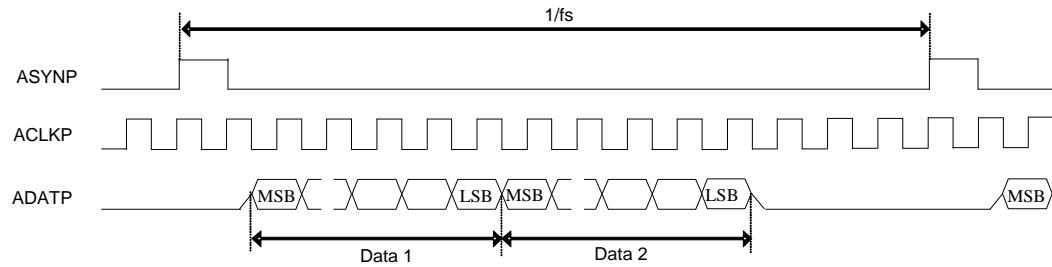 1/fs
ASYNP
ACLKP
ADATP
MSB
LSB
MSB
LSB
MSB
Data 1
Data 2